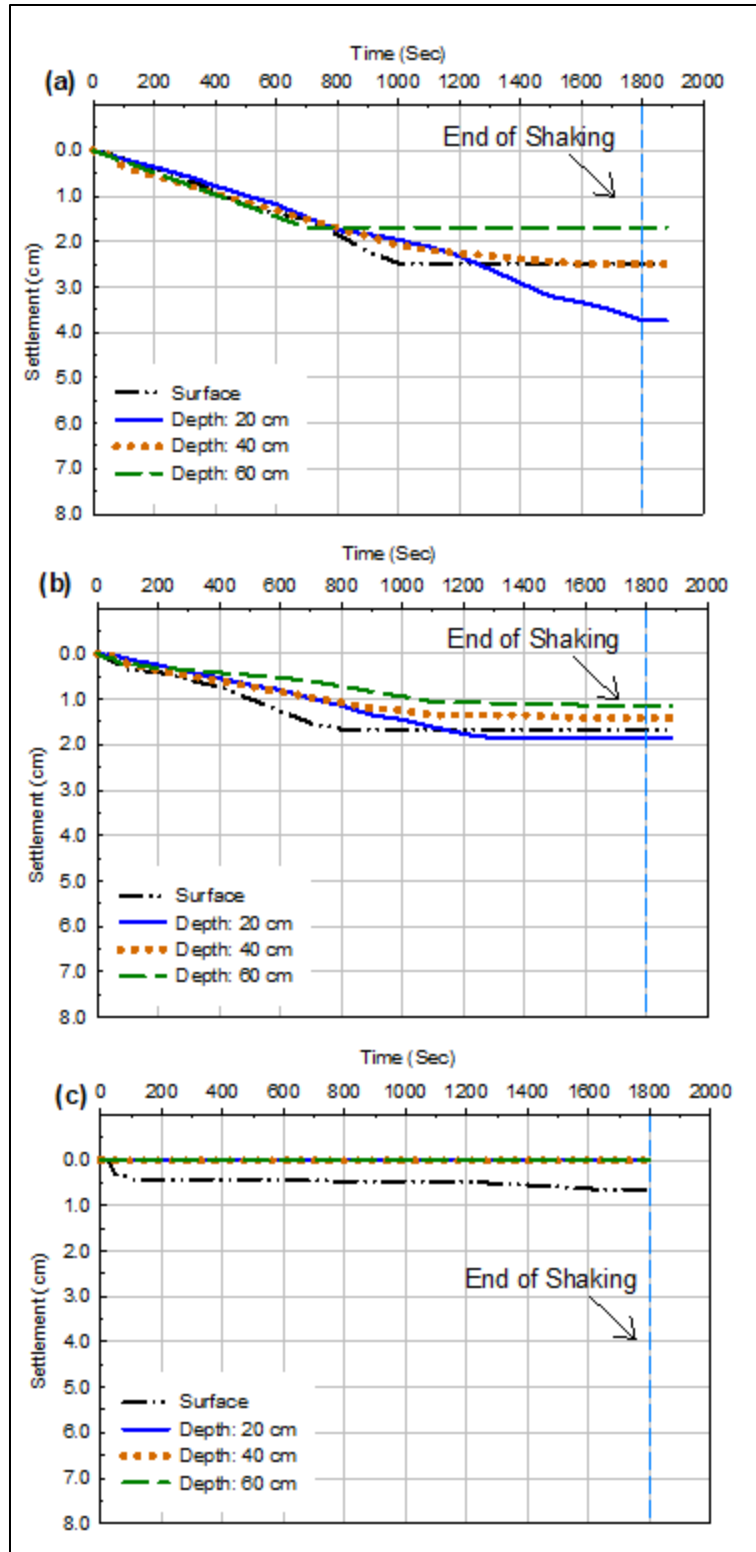 Time (Sec)
(a)
0 200 400 600 800 1000 1200 1400 1600 1800 2000
End of Shaking
0.0
1.0
2.0
3.0
4.0
5.0
6.0
7.0
8.0
Settlement (cm)
Surface
Depth: 20 cm
Depth: 40 cm
Depth: 60 cm
Time (Sec)
(b)
0 200 400 600 800 1000 1200 1400 1600 1800 2000
End of Shaking
0.0
1.0
2.0
3.0
4.0
5.0
6.0
7.0
8.0
Settlement (cm)
Surface
Depth: 20 cm
Depth: 40 cm
Depth: 60 cm
Time (Sec)
(c)
0 200 400 600 800 1000 1200 1400 1600 1800 2000
0.0
1.0
2.0
3.0
4.0
5.0
6.0
7.0
8.0
Settlement (cm)
End of Shaking
Surface
Depth: 20 cm
Depth: 40 cm
Depth: 60 cm